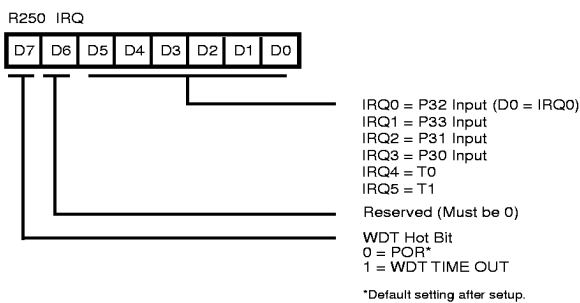 R250 IRQ
D7 D6 D5 D4 D3 D2 D1 D0
IRQ0 = P32 Input (D0 = IRQ0)
IRQ1 = P33 Input
IRQ2 = P31 Input
IRQ3 = P30 Input
IRQ4 = T0
IRQ5 = T1
Reserved (Must be 0)
WDT Hot Bit
0 = POR*
1 = WDT TIME OUT
*Default setting after setup.